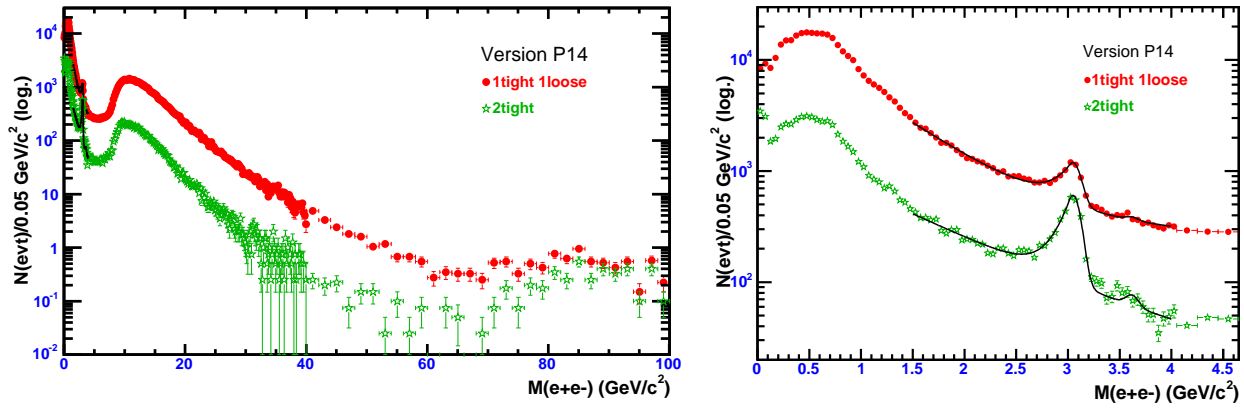 N(evt)/0.05 GeV/c² (log.)
10⁴
10³
10²
10
1
10⁻¹
10⁻²
Version P14
1tight 1loose
2tight
0 20 40 60 80 100
M(e+e-) (GeV/c²)
N(evt)/0.05 GeV/c² (log.)
10⁴
10³
10²
Version P14
1tight 1loose
2tight
0 0.5 1 1.5 2 2.5 3 3.5 4 4.5
M(e+e-) (GeV/c²)